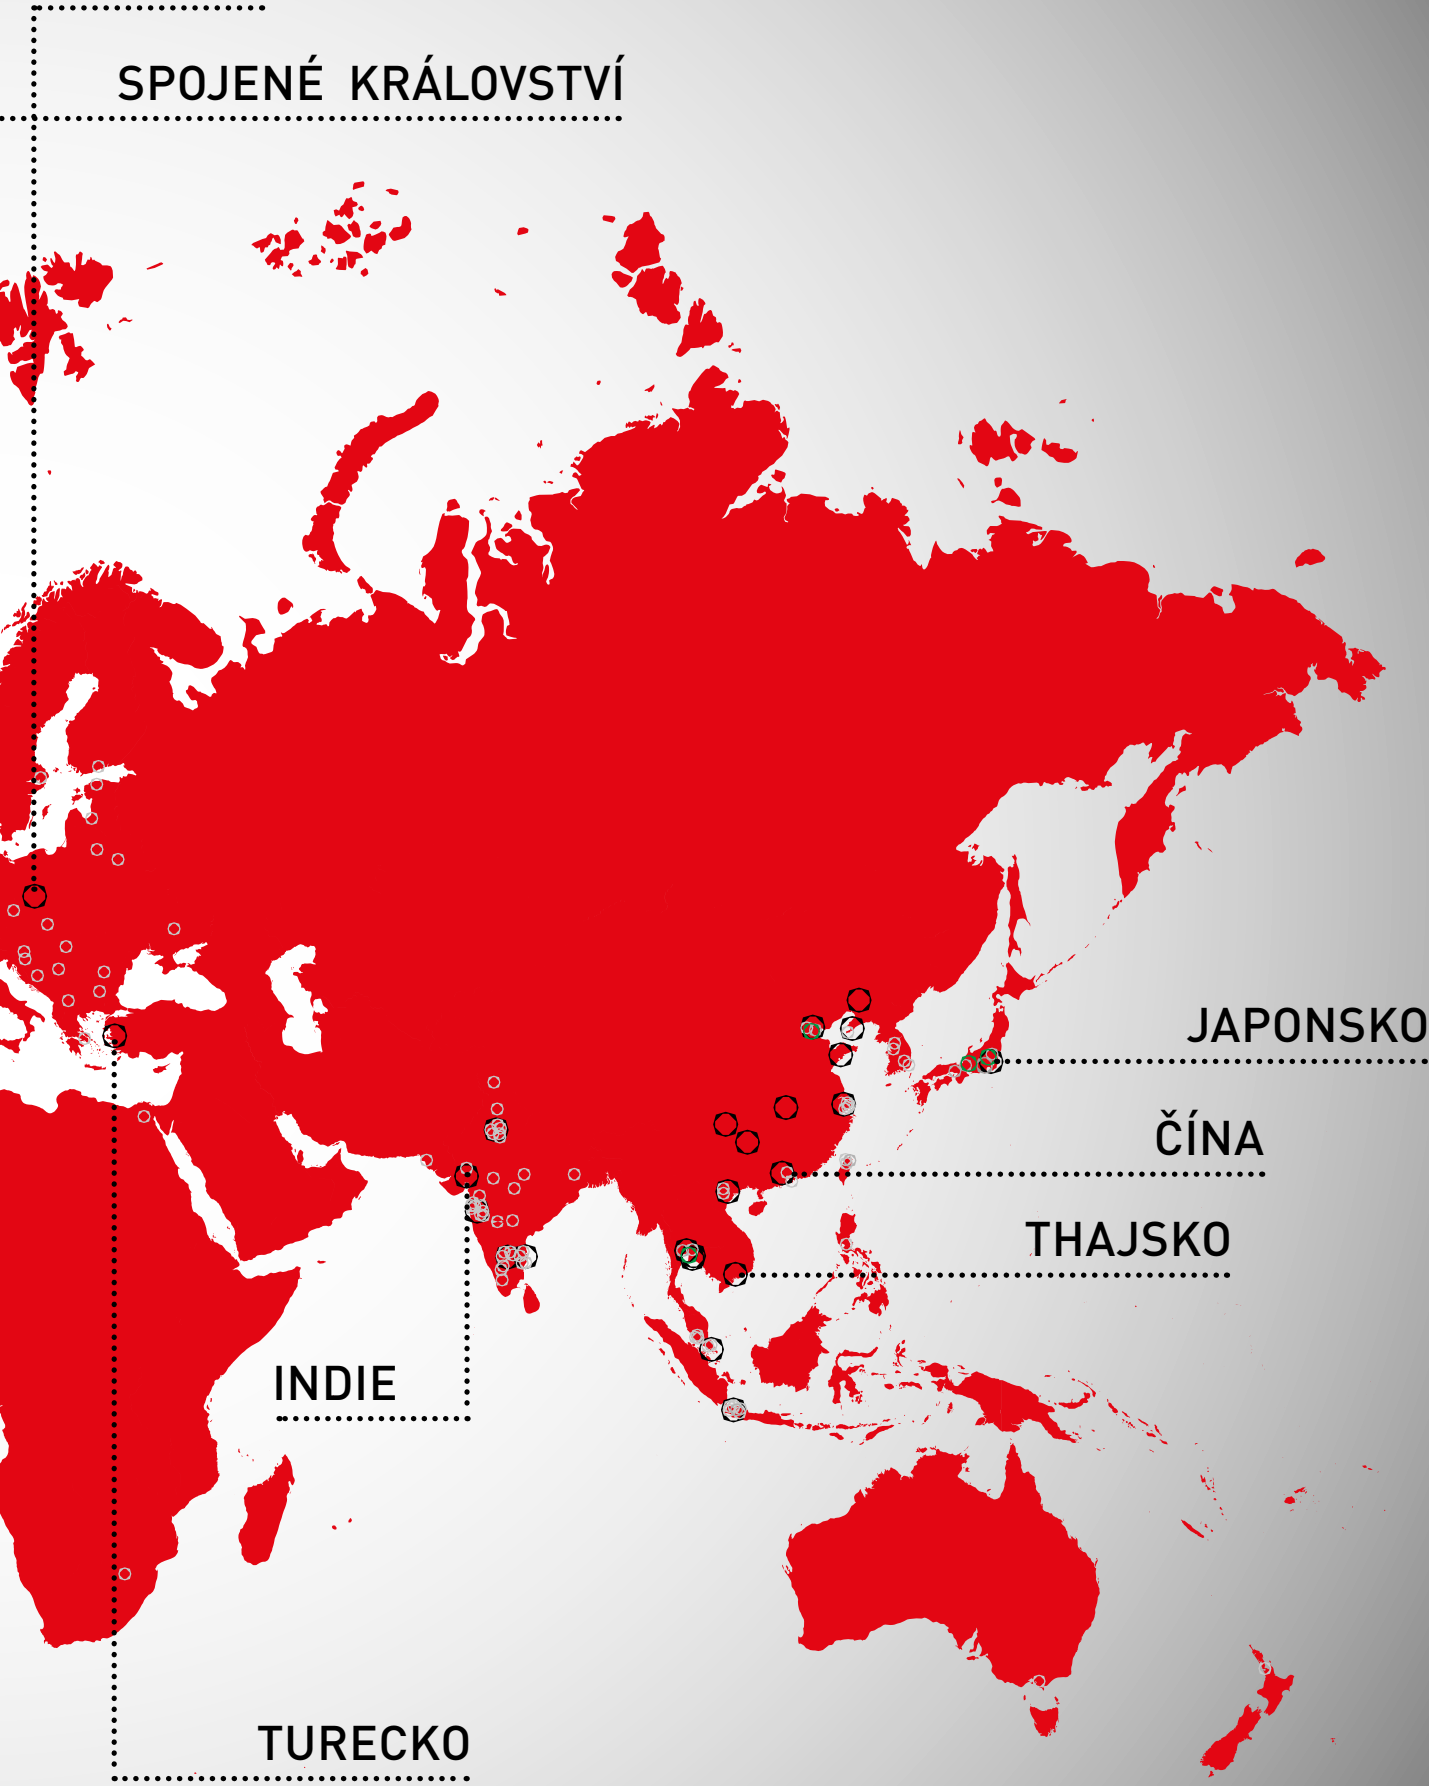 SPOJENÉ KRÁLOVSTVÍ
JAPONSKO
ČÍNA
THAJSKO
INDIE
TURECKO